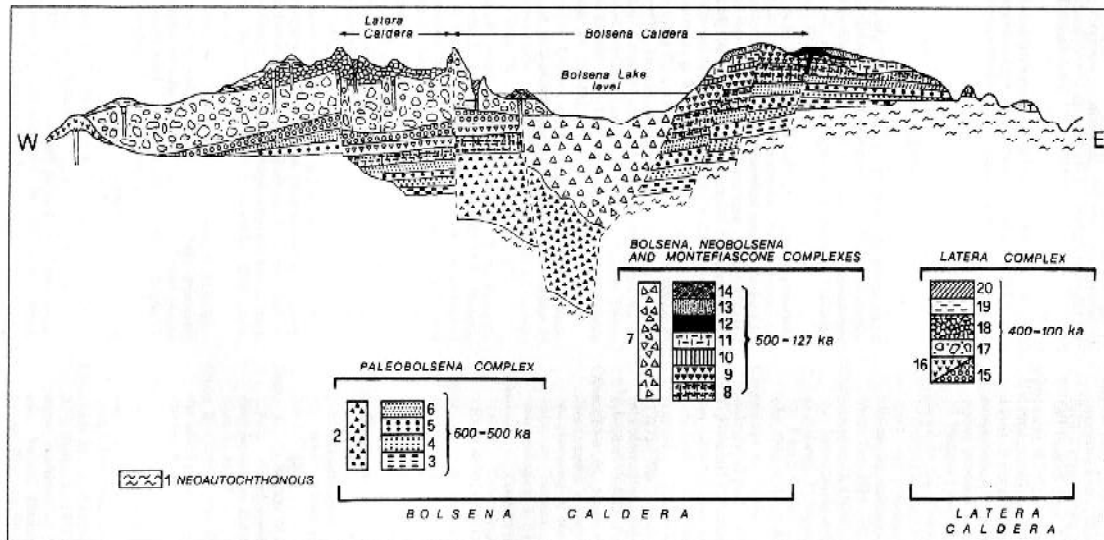 Latera
Caldera
Bolsena Caldera
Bolsena Lake
level
W
E
BOLSENA, NEOBOLSENA
AND MONTEFIASCONE COMPLEXES
7
14
13
12
11
10
9
8
500-127 ka
LATERA COMPLEX
20
19
18
17
16
15
400-100 ka
PALEOBOLSENA COMPLEX
2
6
5
4
3
600-500 ka
1 NEOAUTOCHTHONOUS
BOLSENA CALDERA
LATERA
CALDERA